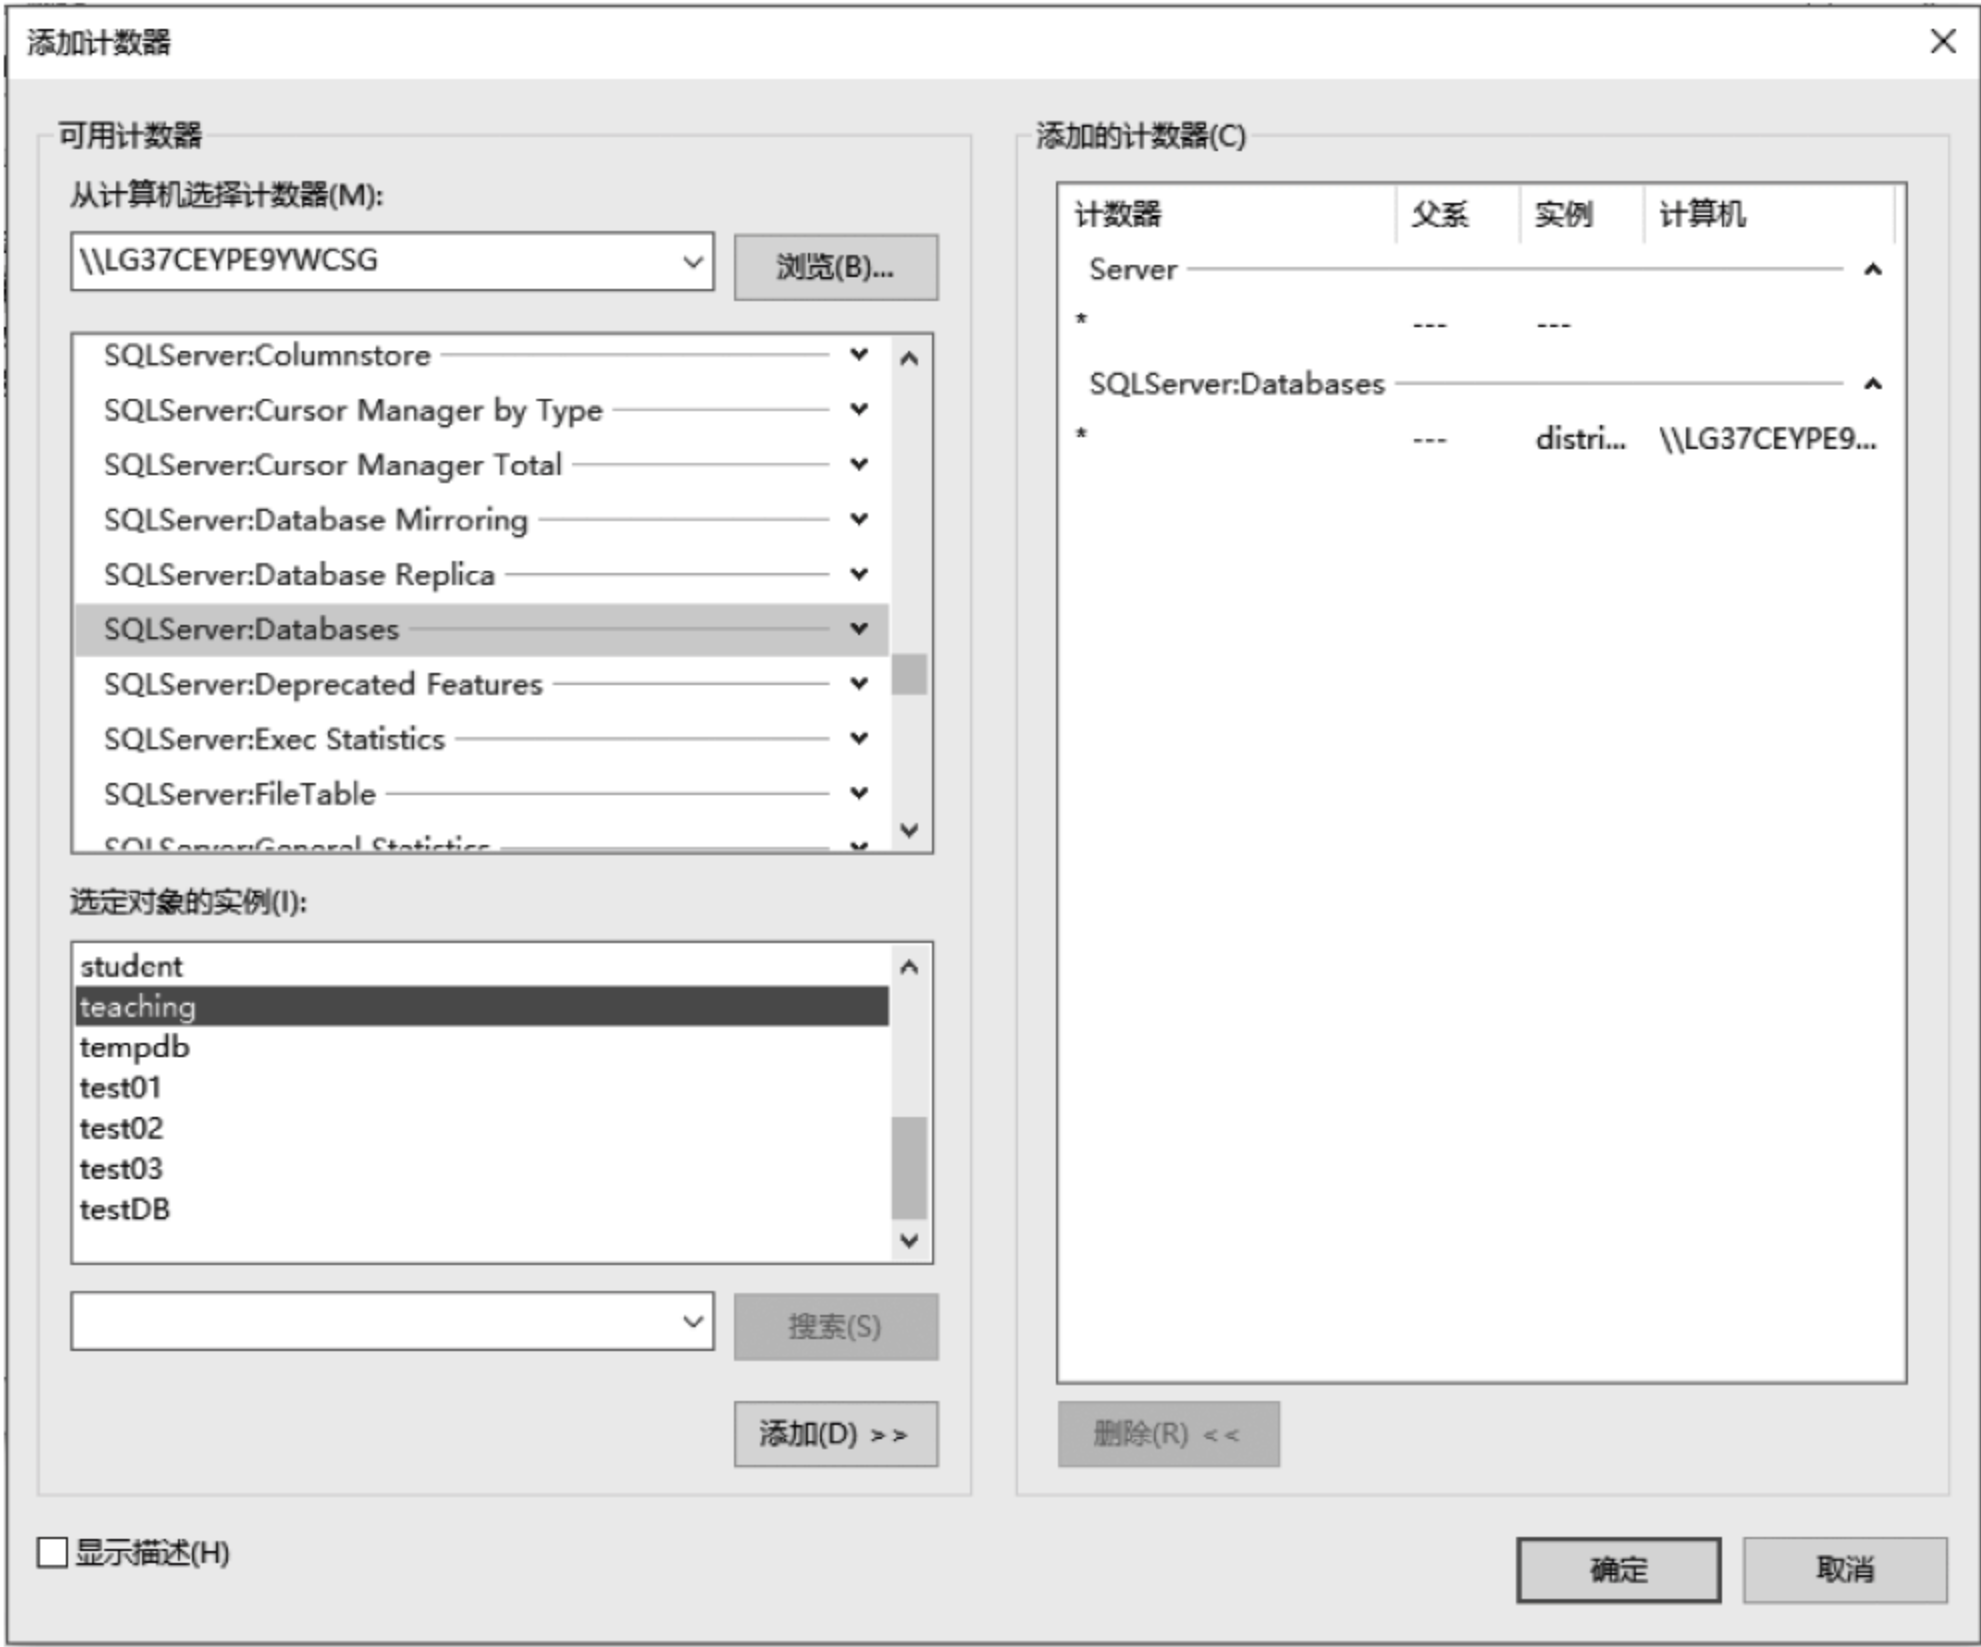 添加计数器
可用计数器
从计算机选择计数器(M):
\\LG37CEYPE9YWCSG
浏览(B)...
SQLServer:Columnstore
SQLServer:Cursor Manager by Type
SQLServer:Cursor Manager Total
SQLServer:Database Mirroring
SQLServer:Database Replica
SQLServer:Databases
SQLServer:Deprecated Features
SQLServer:Exec Statistics
SQLServer:FileTable
SQLServer:General Statistics
选定对象的实例(I):
student
teaching
tempdb
test01
test02
test03
testDB
搜索(S)
添加(D) >>
添加的计数器(C)
计数器 父系 实例 计算机
Server
* --- ---
SQLServer:Databases
* --- distri... \\LG37CEYPE9...
删除(R) <<
显示描述(H)
确定
取消